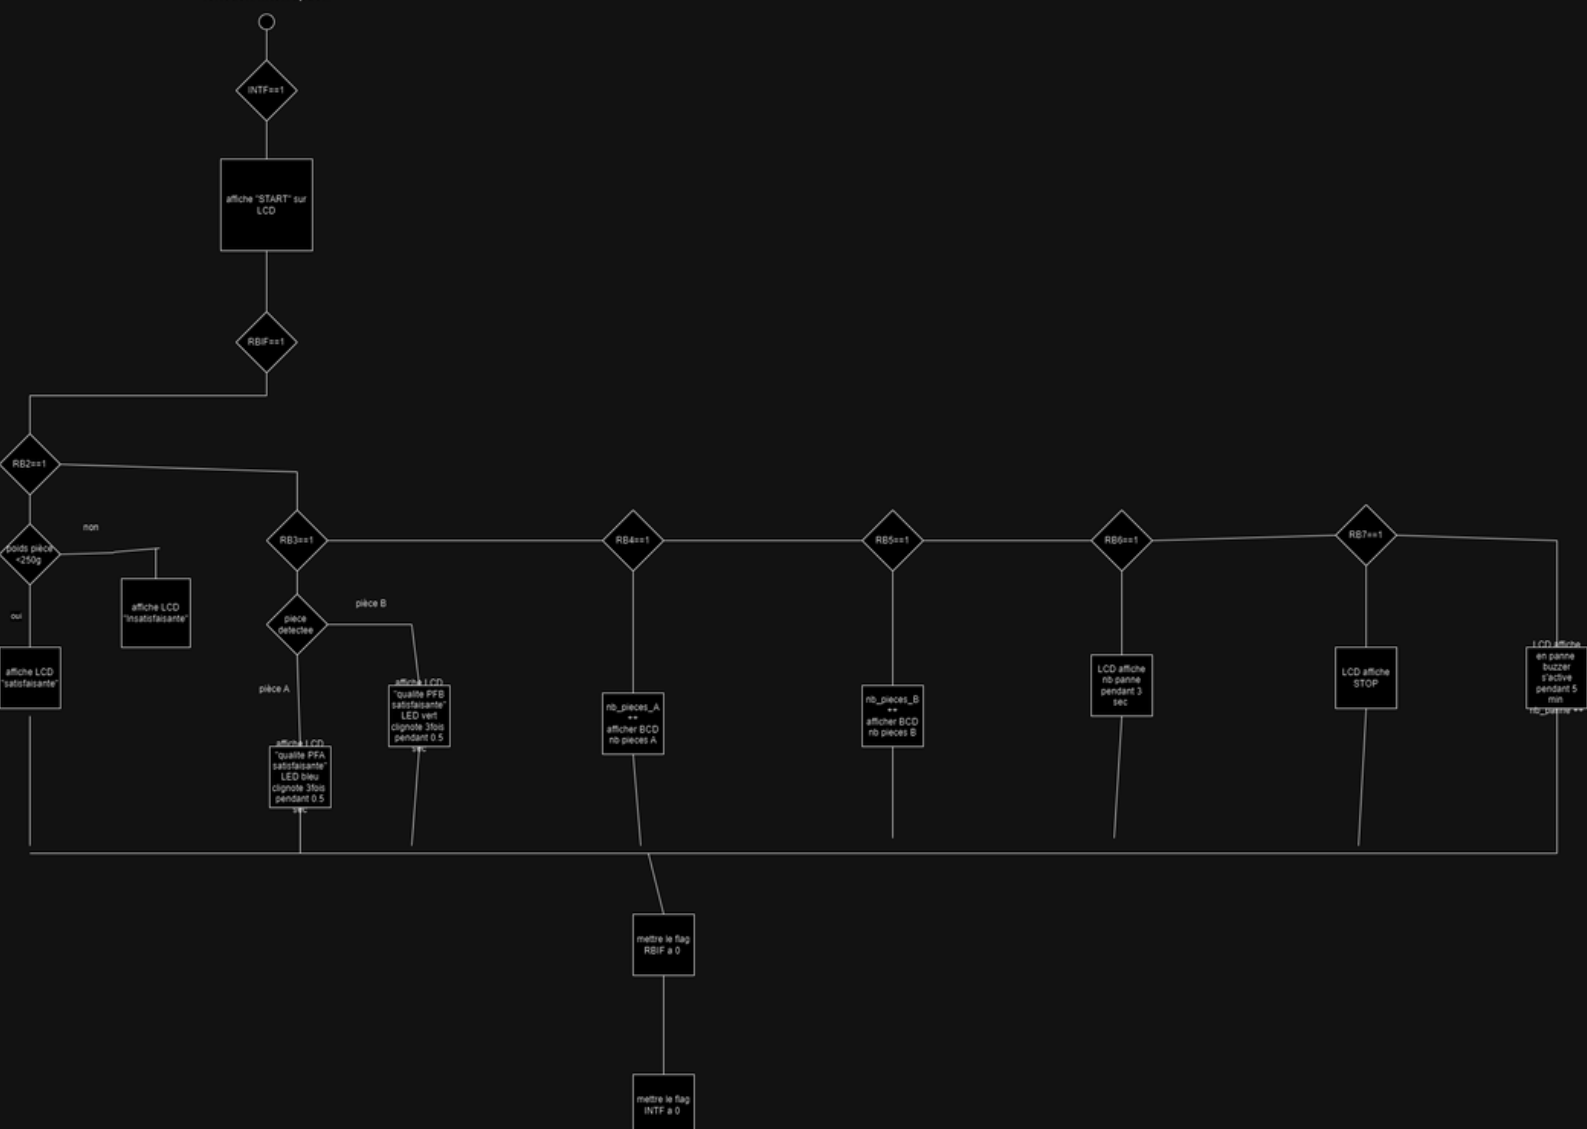 INTF==1
affiche "START" sur
LCD
RBIF==1
RB2==1
non
poids pièce
<250g
oui
affiche LCD
"insatisfaisante"
affiche LCD
"satisfaisante"
RB3==1
piece
detectee
pièce B
pièce A
affiche LCD
"qualite PFB
satisfaisante"
LED vert
clignote 3fois
pendant 0.5
sec
affiche LCD
"qualite PFA
satisfaisante"
LED bleu
clignote 3fois
pendant 0.5
sec
RB4==1
nb_pieces_A
++
afficher BCD
nb pieces A
RB5==1
nb_pieces_B
++
afficher BCD
nb pieces B
RB6==1
LCD affiche
nb panne
pendant 3
sec
RB7==1
LCD affiche
STOP
LCD affiche
en panne
buzzer
s'active
pendant 5
min
nb_panne ++
mettre le flag
RBIF a 0
mettre le flag
INTF a 0